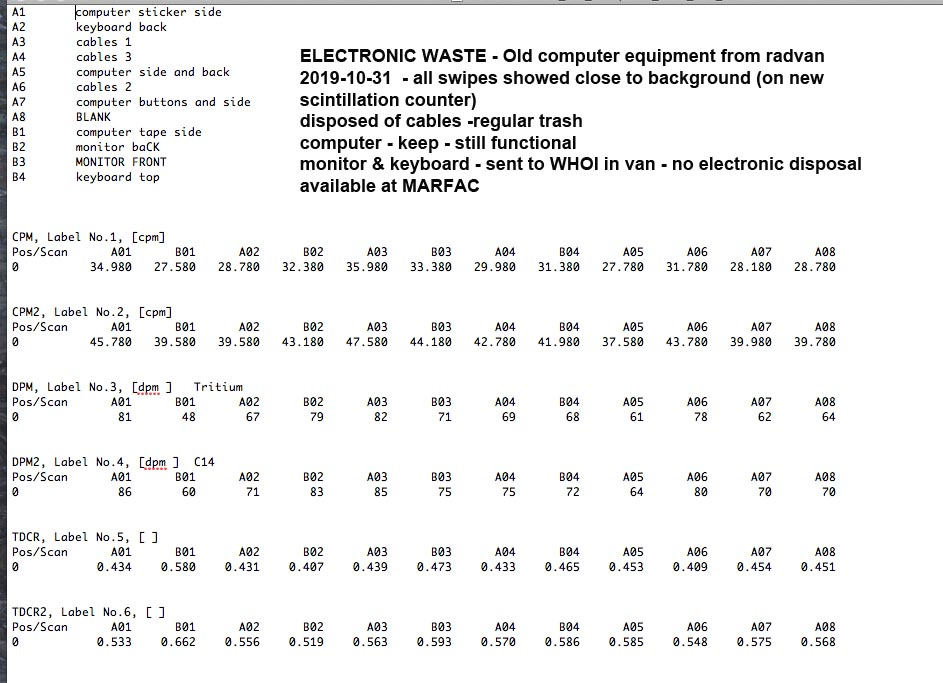 A1 computer sticker side
A2 keyboard back
A3 cables 1
A4 cables 3
A5 computer side and back
A6 cables 2
A7 computer buttons and side
A8 BLANK
B1 computer tape side
B2 monitor baCK
B3 MONITOR FRONT
B4 keyboard top
ELECTRONIC WASTE - Old computer equipment from radvan
2019-10-31 - all swipes showed close to background (on new
scintillation counter)
disposed of cables -regular trash
computer - keep - still functional
monitor & keyboard - sent to WHOI in van - no electronic disposal
available at MARFAC
CPM, Label No.1, [cpm]
Pos/Scan A01 B01 A02 B02 A03 B03 A04 B04 A05 A06 A07 A08
0 34.980 27.580 28.780 32.380 35.980 33.380 29.980 31.380 27.780 31.780 28.180 28.780
CPM2, Label No.2, [cpm]
Pos/Scan A01 B01 A02 B02 A03 B03 A04 B04 A05 A06 A07 A08
0 45.780 39.580 39.580 43.180 47.580 44.180 42.780 41.980 37.580 43.780 39.980 39.780
DPM, Label No.3, [dpm ] Tritium
Pos/Scan A01 B01 A02 B02 A03 B03 A04 B04 A05 A06 A07 A08
0 81 48 67 79 82 71 69 68 61 78 62 64
DPM2, Label No.4, [dpm ] C14
Pos/Scan A01 B01 A02 B02 A03 B03 A04 B04 A05 A06 A07 A08
0 86 60 71 83 85 75 75 72 64 80 70 70
TDCR, Label No.5, [ ]
Pos/Scan A01 B01 A02 B02 A03 B03 A04 B04 A05 A06 A07 A08
0 0.434 0.580 0.431 0.407 0.439 0.473 0.433 0.465 0.453 0.409 0.454 0.451
TDCR2, Label No.6, [ ]
Pos/Scan A01 B01 A02 B02 A03 B03 A04 B04 A05 A06 A07 A08
0 0.533 0.662 0.556 0.519 0.563 0.593 0.570 0.586 0.585 0.548 0.575 0.568